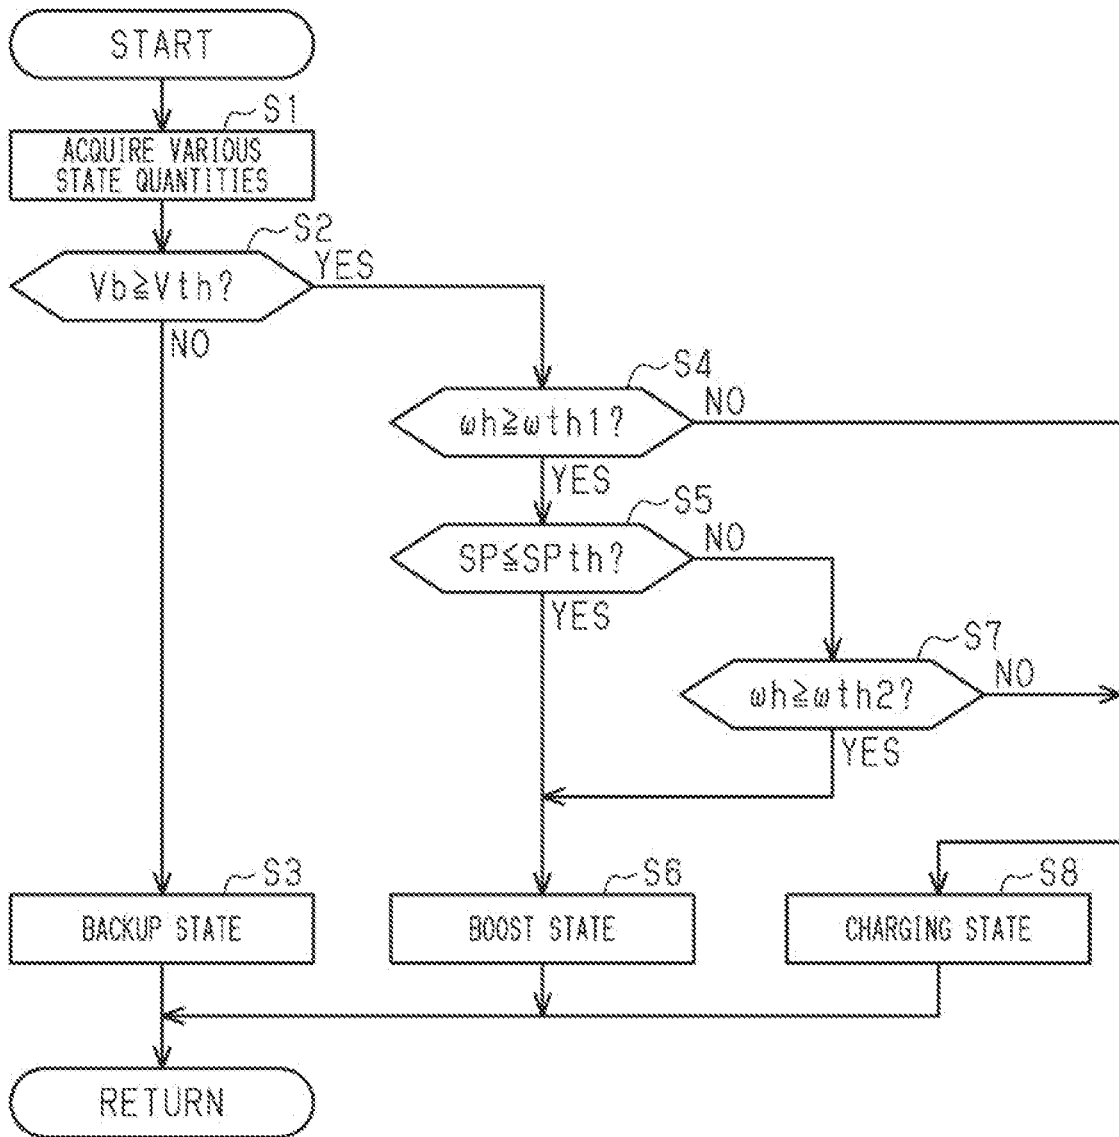 START
S1
ACQUIRE VARIOUS
STATE QUANTITIES
S2
Vb≧Vth?
YES
NO
S4
ωh≧ωth1?
NO
YES
S5
SP≦SPth?
NO
YES
S7
ωh≧ωth2?
NO
YES
S3
BACKUP STATE
S6
BOOST STATE
S8
CHARGING STATE
RETURN